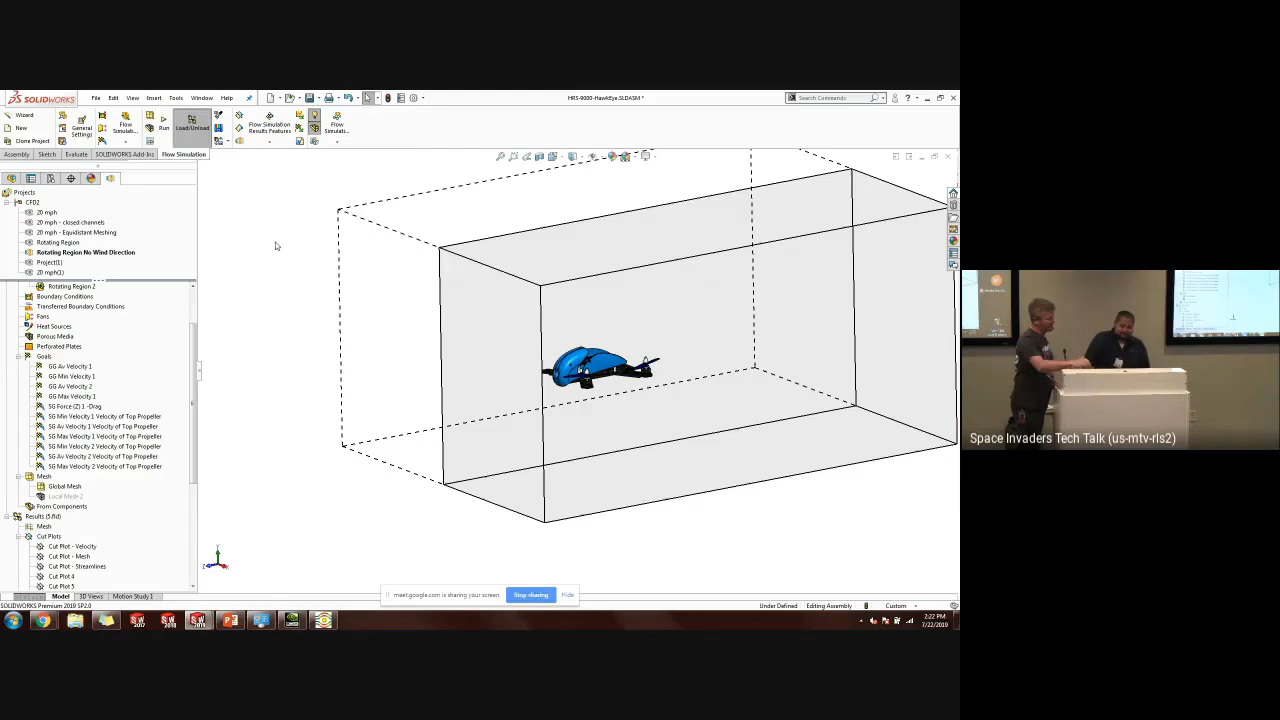 SOLIDWORKS File Edit View Insert Tools Window Help HRS-9000-HawkEye.SLDASM * Search Commands
Wizard
New
Clone Project
General Settings
Flow Simulati...
Run
Load/Unload
Flow Simulation Results Features
Flow Simulati...
Assembly Sketch Evaluate SOLIDWORKS Add-Ins Flow Simulation
Projects
CFD2
20 mph
20 mph - closed channels
20 mph - Equidistant Meshing
Rotating Region
Rotating Region No Wind Direction
Project(1)
20 mph(1)
Rotating Region 2
Boundary Conditions
Transferred Boundary Conditions
Fans
Heat Sources
Porous Media
Perforated Plates
Goals
GG Av Velocity 1
GG Min Velocity 1
GG Av Velocity 2
GG Max Velocity 1
SG Force (Z) 1 -Drag
SG Min Velocity 1 Velocity of Top Propeller
SG Av Velocity 1 Velocity of Top Propeller
SG Max Velocity 1 Velocity of Top Propeller
SG Min Velocity 2 Velocity of Top Propeller
SG Av Velocity 2 Velocity of Top Propeller
SG Max Velocity 2 Velocity of Top Propeller
Mesh
Global Mesh
Local Mesh 2
From Components
Results (5.fld)
Mesh
Cut Plots
Cut Plot - Velocity
Cut Plot - Mesh
Cut Plot - Streamlines
Cut Plot 4
Cut Plot 5
Y
Z
X
meet.google.com is sharing your screen. Stop sharing Hide
Model 3D Views Motion Study 1
SOLIDWORKS Premium 2019 SP2.0 Under Defined Editing Assembly Custom
SW 2017
SW 2018
SW 2019
2:22 PM
7/22/2019
Space Invaders Tech Talk (us-mtv-rls2)